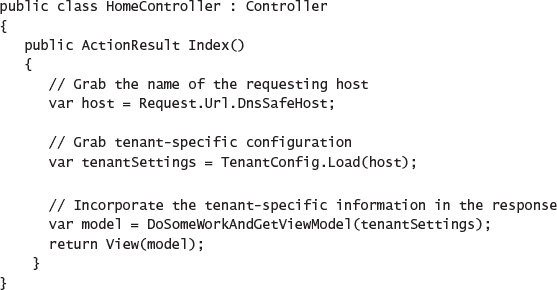 public class HomeController : Controller
{
public ActionResult Index()
{
// Grab the name of the requesting host
var host = Request.Url.DnsSafeHost;
// Grab tenant-specific configuration
var tenantSettings = TenantConfig.Load(host);
// Incorporate the tenant-specific information in the response
var model = DoSomeWorkAndGetViewModel(tenantSettings);
return View(model);
}
}